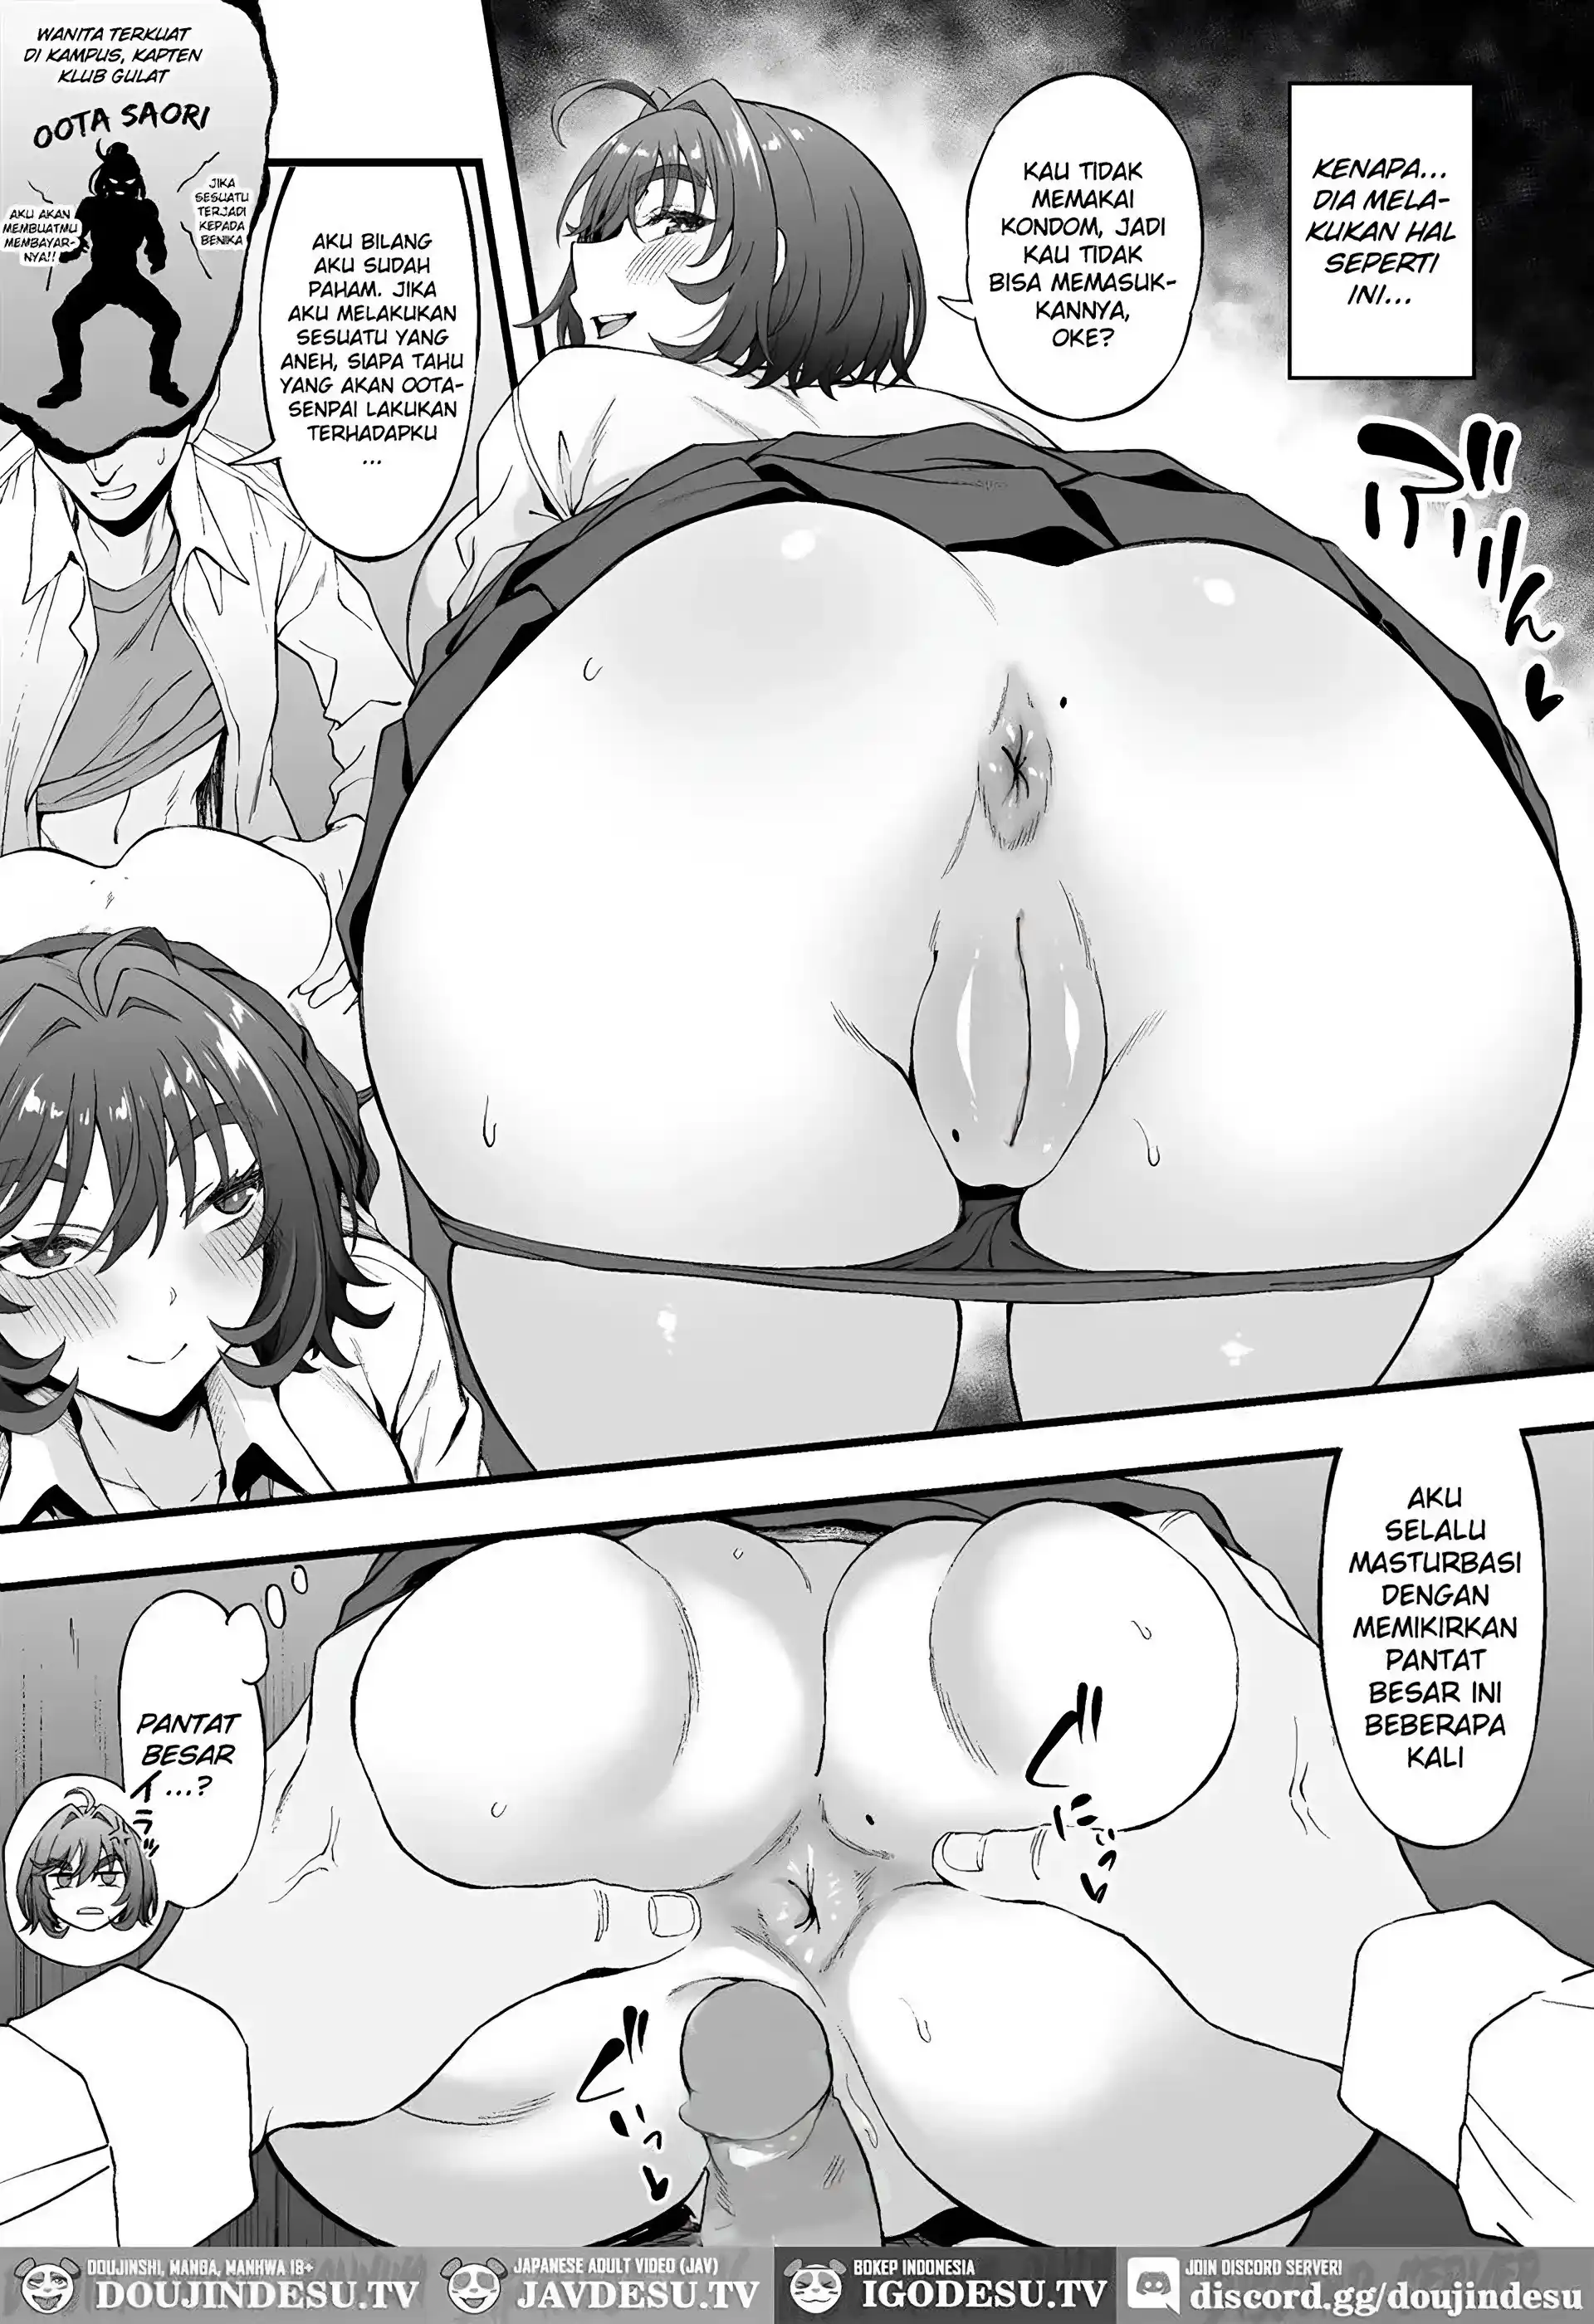 WANITA TERKUAT
DI KAMPUS, KAPTEN
KLUB GULAT
OOTA SAORI
JIKA
SESUATU
TERJADI
KEPADA
BENIKA
AKU AKAN
MEMBUATMU
MEMBAYAR-
NYA!!
AKU BILANG
AKU SUDAH
PAHAM. JIKA
AKU MELAKUKAN
SESUATU YANG
ANEH, SIAPA TAHU
YANG AKAN OOTA-
SENPAI LAKUKAN
TERHADAPKU
...
KAU TIDAK
MEMAKAI
KONDOM, JADI
KAU TIDAK
BISA MEMASUK-
KANNYA,
OKE?
KENAPA...
DIA MELA-
KUKAN HAL
SEPERTI
INI...
AKU
SELALU
MASTURBASI
DENGAN
MEMIKIRKAN
PANTAT
BESAR INI
BEBERAPA
KALI
PANTAT
BESAR
...?
イラッ
DOUJINSHI, MANGA, MANHWA 18+
DOUJINDESU.TV
JAPANESE ADULT VIDEO (JAV)
JAVDESU.TV
BOKEP INDONESIA
IGODESU.TV
JOIN DISCORD SERVER!
discord.gg/doujindesu